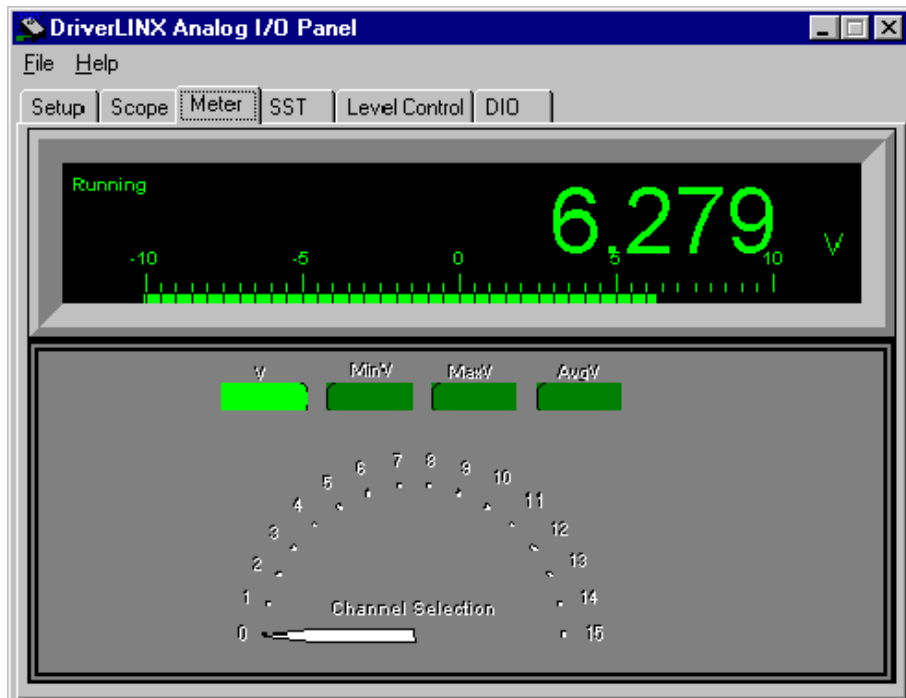 DriverLINX Analog I/O Panel
File Help
Setup Scope Meter SST Level Control DIO
Running
6.279 V
-10 -5 0 5 10
V MinV MaxV AvgV
0 1 2 3 4 5 6 7 8 9 10 11 12 13 14 15
Channel Selection